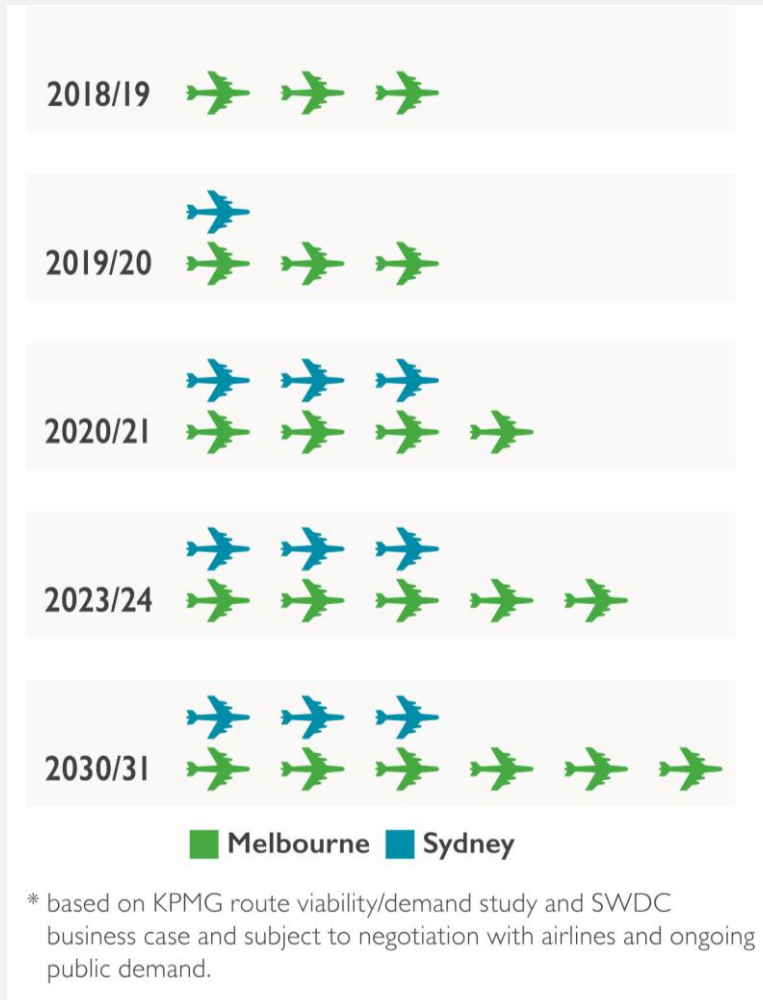 2018/19
2019/20
2020/21
2023/24
2030/31
Melbourne Sydney
* based on KPMG route viability/demand study and SWDC
business case and subject to negotiation with airlines and ongoing
public demand.